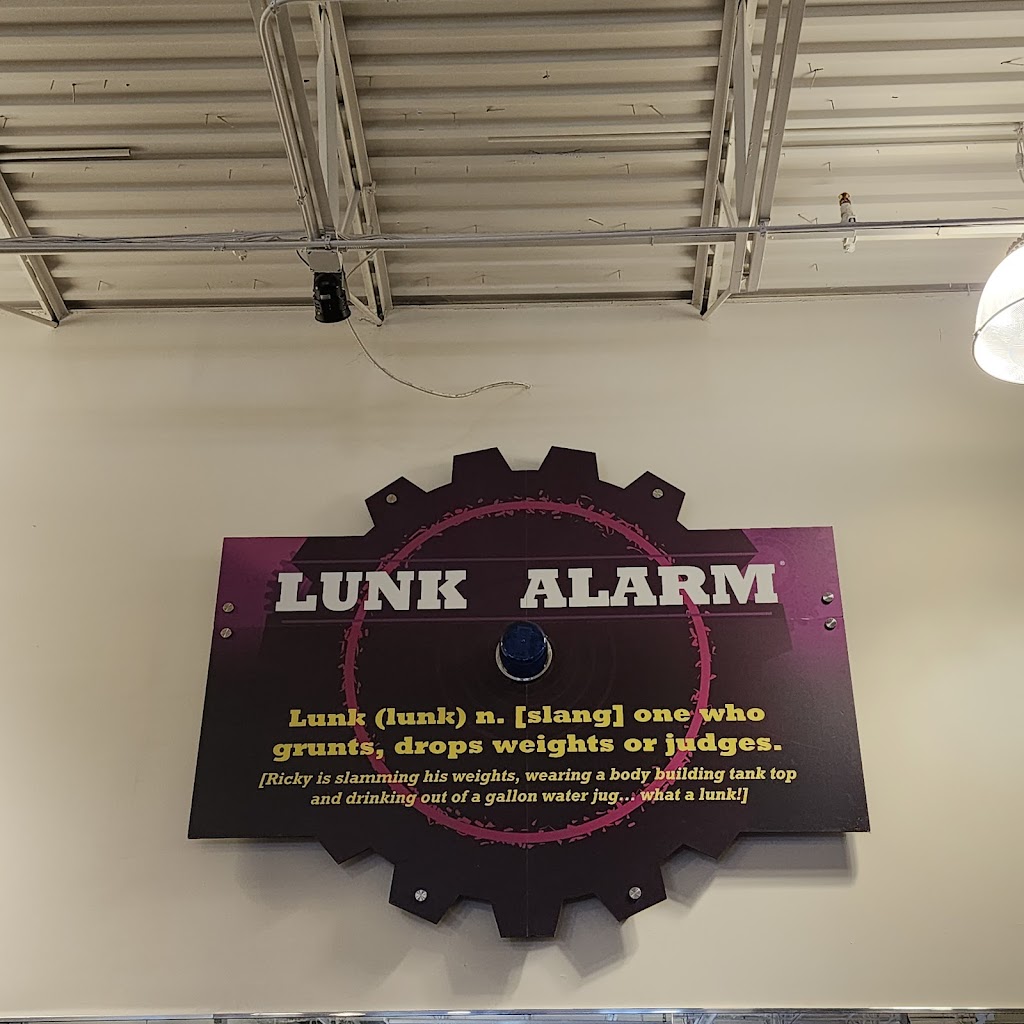 LUNK ALARM®
Lunk (lunk) n. [slang] one who
grunts, drops weights or judges.
[Ricky is slamming his weights, wearing a body building tank top
and drinking out of a gallon water jug... what a lunk!]